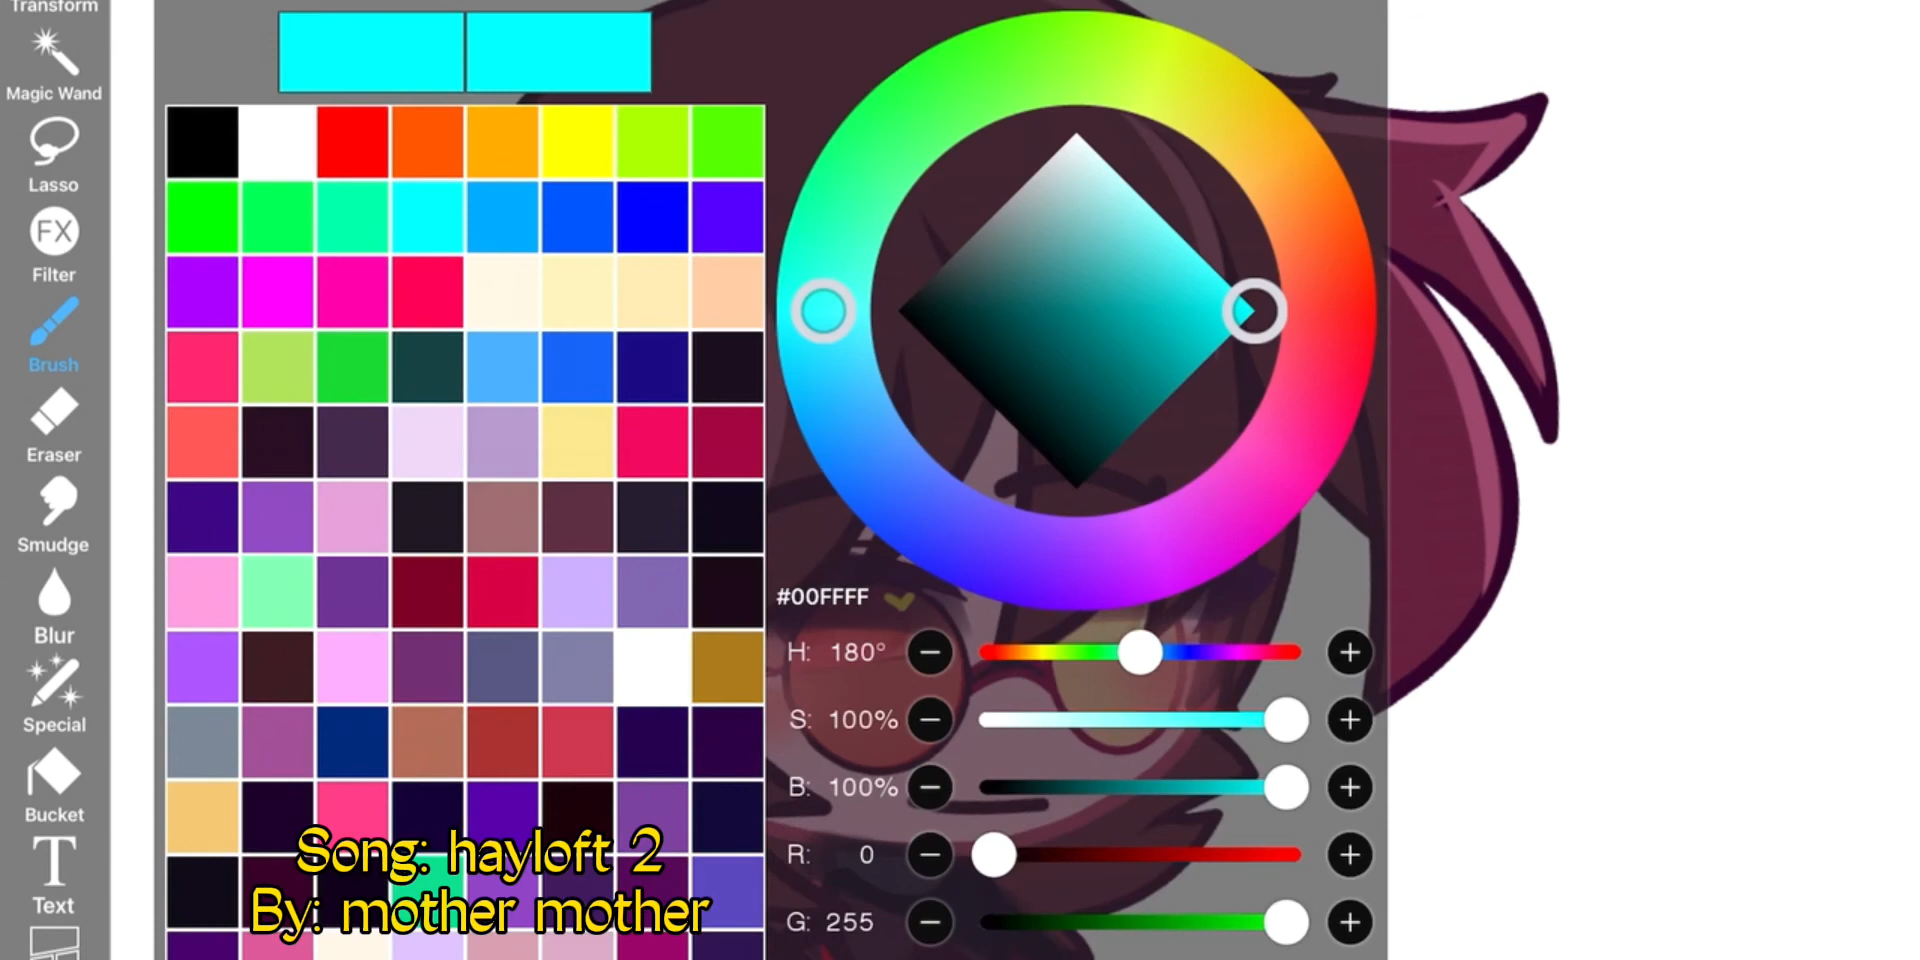 Transform
Magic Wand
Lasso
FX
Filter
Brush
Eraser
Smudge
Blur
Special
Bucket
T
Text
#00FFFF
H: 180°
S: 100%
B: 100%
R: 0
G: 255
Song: hayloft 2
By: mother mother